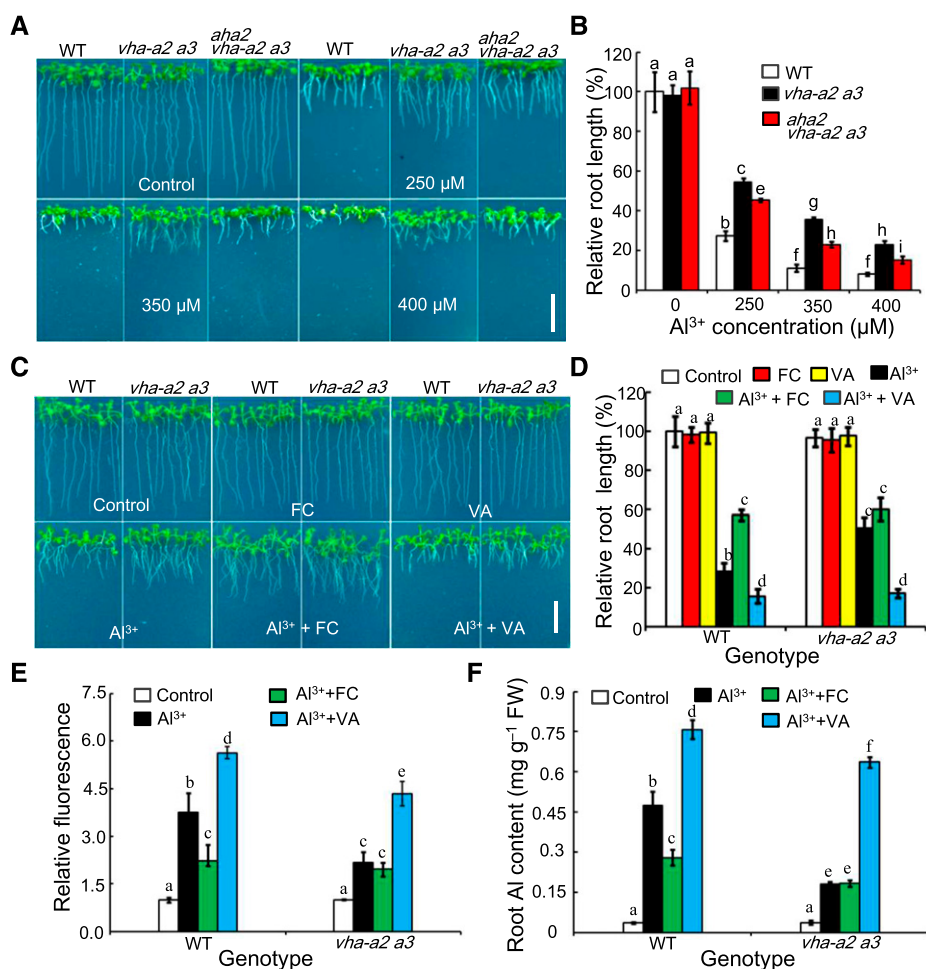 A
WT
vha-a2 a3
aha2
vha-a2 a3
WT
vha-a2 a3
aha2
vha-a2 a3
Control
250 µM
350 µM
400 µM
B
Relative root length (%)
120
100
80
60
40
20
0
a a a
b
c
e
f
g
h
f
h
i
WT
vha-a2 a3
aha2
vha-a2 a3
0 250 350 400
Al³⁺ concentration (µM)
C
WT vha-a2 a3 WT vha-a2 a3 WT vha-a2 a3
Control
FC
VA
Al³⁺
Al³⁺ + FC
Al³⁺ + VA
D
Control FC VA Al³⁺
Al³⁺ + FC Al³⁺ + VA
Relative root length (%)
120
100
80
60
40
20
0
a a a
b
c
d
a a a
c
c
d
WT vha-a2 a3
Genotype
E
Relative fluorescence
7.5
6.0
4.5
3.0
1.5
0.0
Control
Al³⁺
Al³⁺+FC
Al³⁺+VA
a
b
c
d
a
c
c
e
WT vha-a2 a3
Genotype
F
Root Al content (mg g⁻¹ FW)
0.9
0.75
0.6
0.45
0.3
0.15
0
Control
Al³⁺
Al³⁺+FC
Al³⁺+VA
a
b
c
d
a
e
e
f
WT vha-a2 a3
Genotype